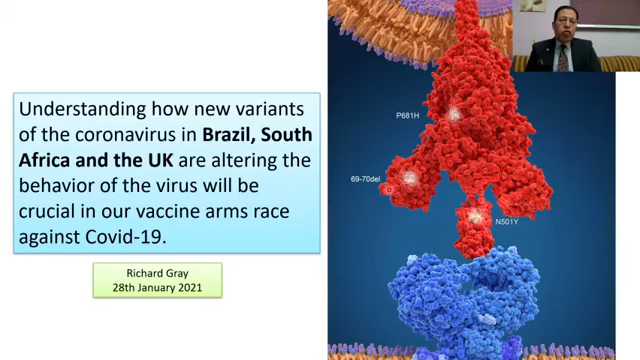 Understanding how new variants
of the coronavirus in Brazil, South
Africa and the UK are altering the
behavior of the virus will be
crucial in our vaccine arms race
against Covid-19.
Richard Gray
28th January 2021
P681H
69-70del
N501Y